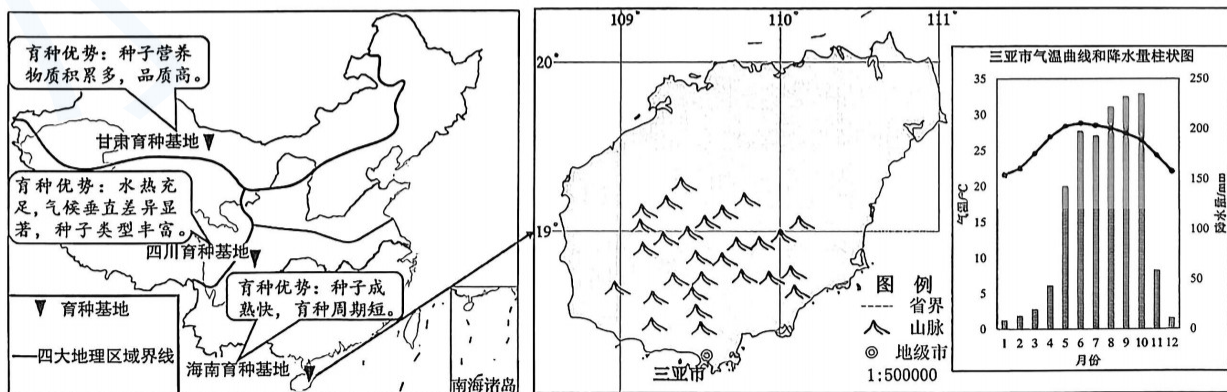 育种优势：种子营养
物质积累多，品质高。
甘肃育种基地
育种优势：水热充
足，气候垂直差异显
著，种子类型丰富。
四川育种基地
育种优势：种子成
熟快，育种周期短。
海南育种基地
育种基地
四大地理区域界线
南海诸岛
109°
110°
111°
20°
19°
三亚市
图 例
省界
山脉
地级市
1:500000
三亚市气温曲线和降水量柱状图
气温/℃
35
30
25
20
15
10
5
0
降水量/mm
250
200
150
100
50
0
1 2 3 4 5 6 7 8 9 10 11 12
月份